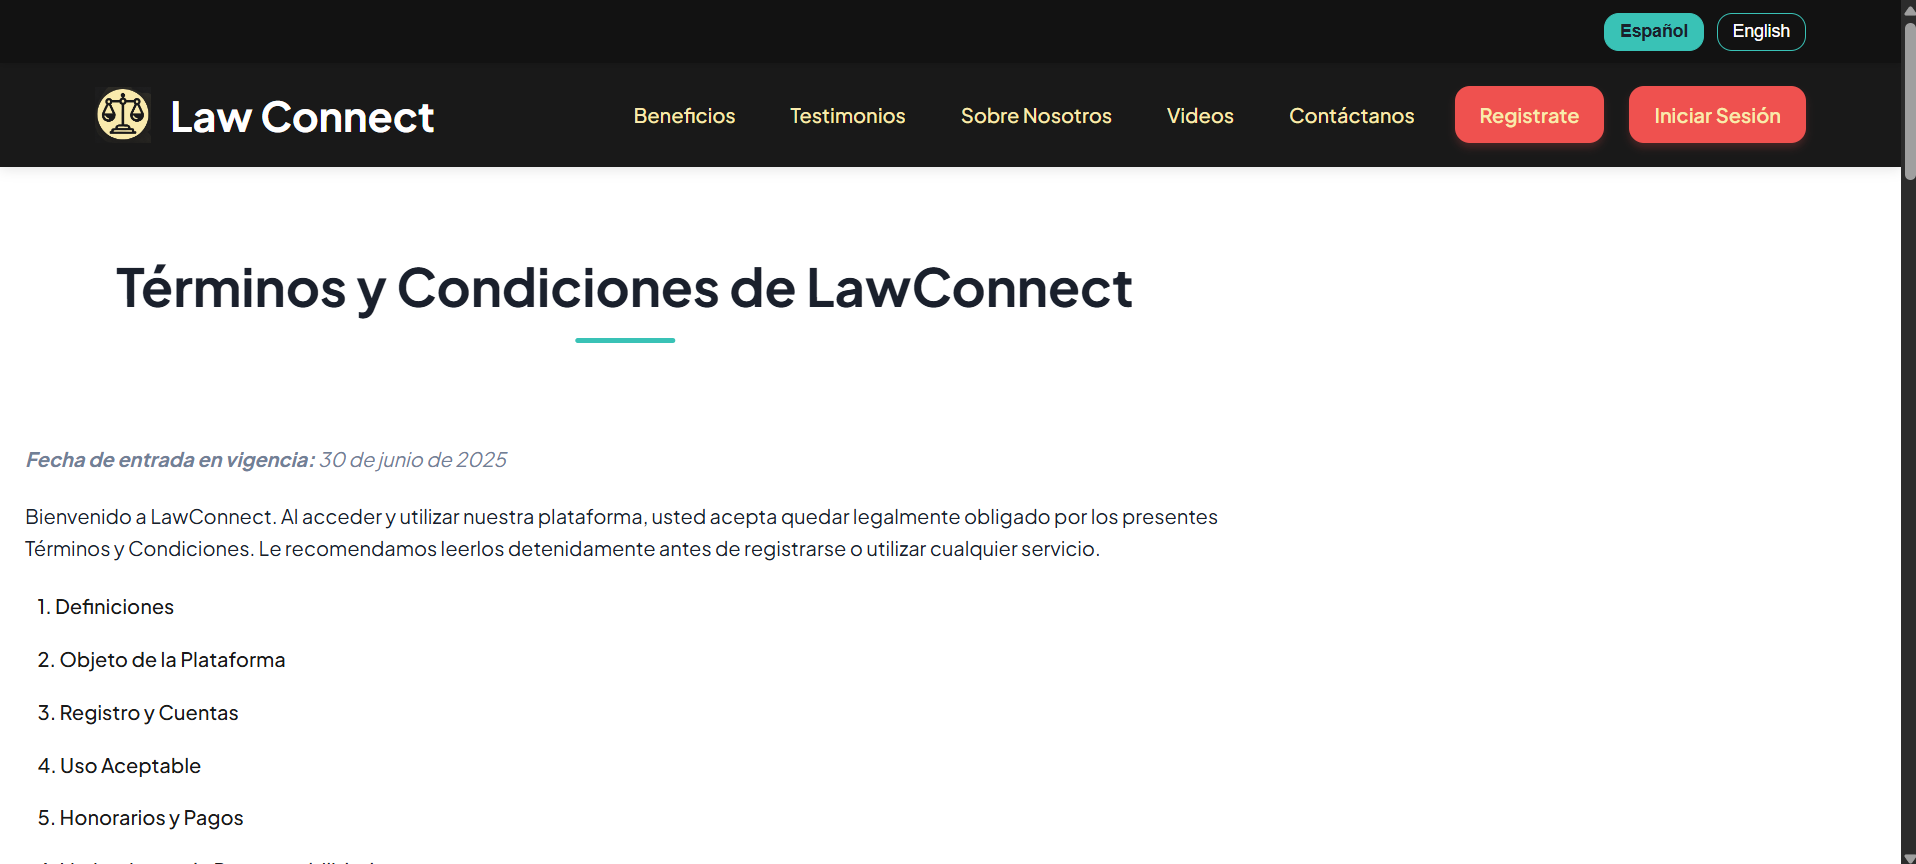 Español English
Law Connect Beneficios Testimonios Sobre Nosotros Videos Contáctanos Registrate Iniciar Sesión
Términos y Condiciones de LawConnect
Fecha de entrada en vigencia: 30 de junio de 2025
Bienvenido a LawConnect. Al acceder y utilizar nuestra plataforma, usted acepta quedar legalmente obligado por los presentes
Términos y Condiciones. Le recomendamos leerlos detenidamente antes de registrarse o utilizar cualquier servicio.
1. Definiciones
2. Objeto de la Plataforma
3. Registro y Cuentas
4. Uso Aceptable
5. Honorarios y Pagos